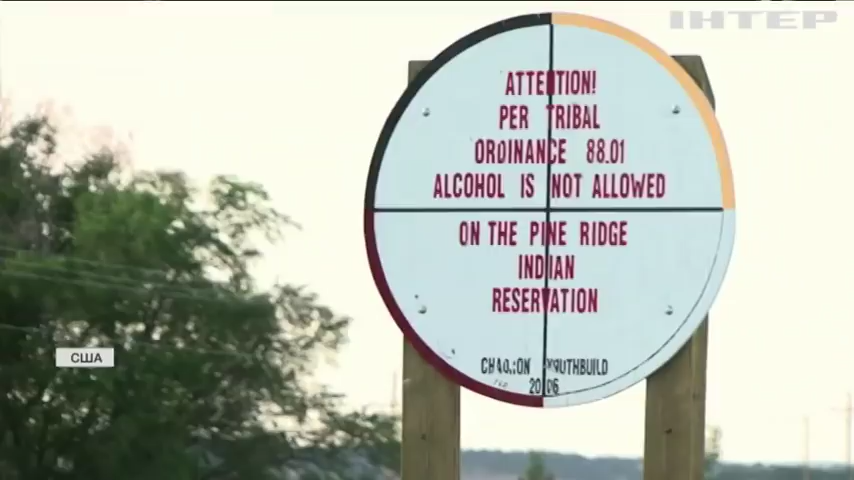 ІНТЕР
ATTENTION!
PER TRIBAL
ORDINANCE 88.01
ALCOHOL IS NOT ALLOWED
ON THE PINE RIDGE
INDIAN
RESERVATION
YOUTHBUILD
2006
США